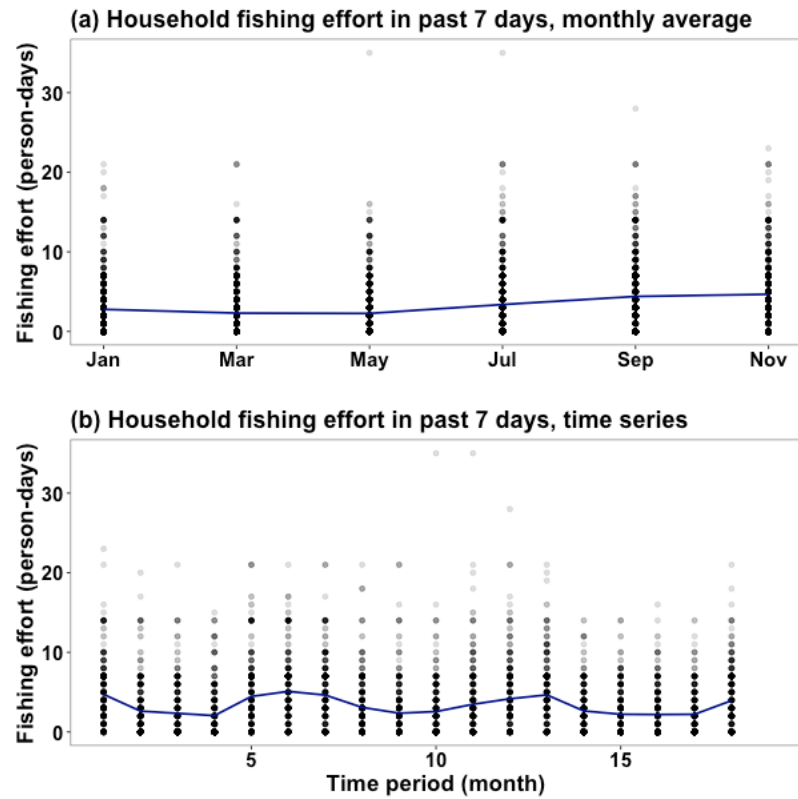 (a) Household fishing effort in past 7 days, monthly average
Fishing effort (person-days)
30
20
10
0
Jan Mar May Jul Sep Nov
(b) Household fishing effort in past 7 days, time series
Fishing effort (person-days)
30
20
10
0
5 10 15
Time period (month)